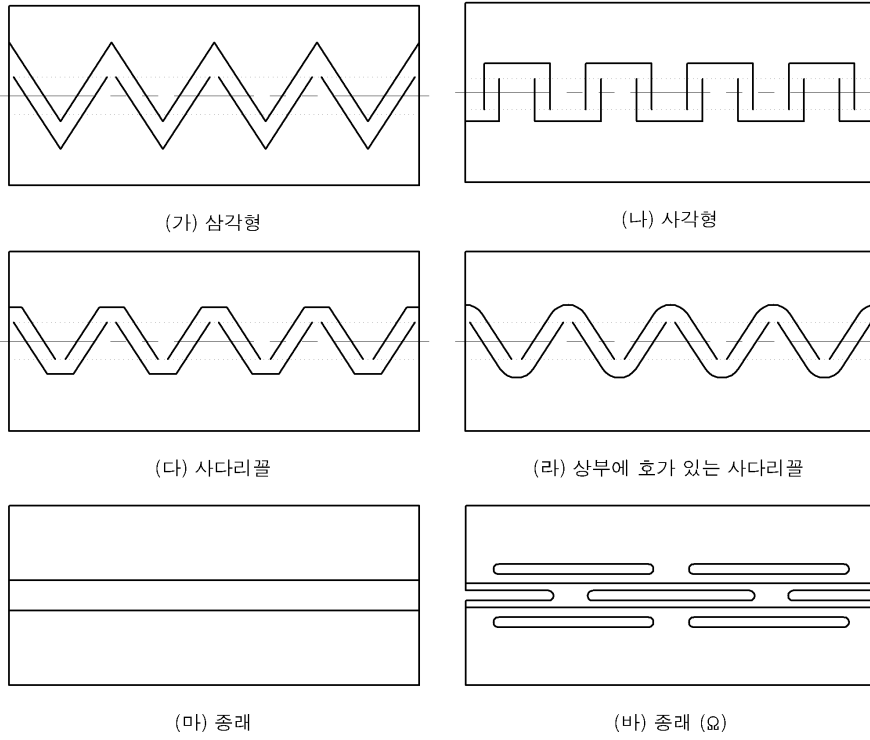 (가) 삼각형
(나) 사각형
(다) 사다리꼴
(라) 상부에 호가 있는 사다리꼴
(마) 종래
(바) 종래 (Ω)